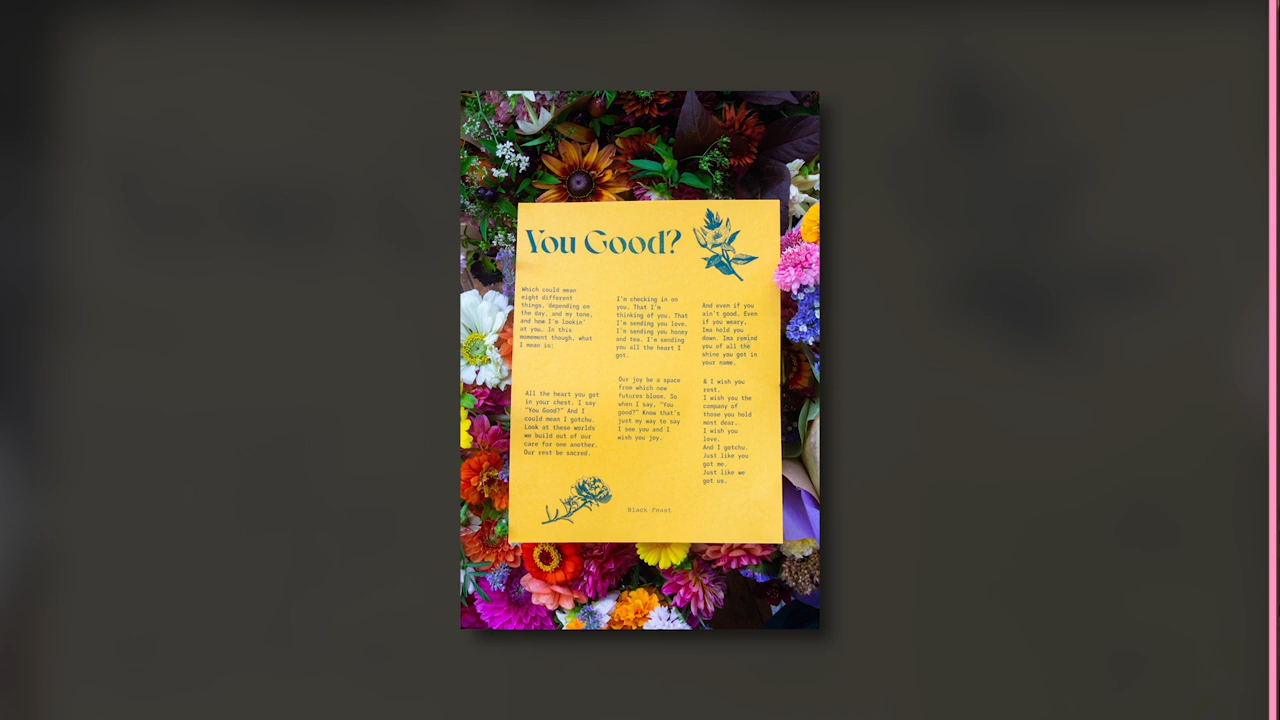 You Good?
Which could mean
eight different
things, depending on
the day, and my tone,
and how I'm lookin'
at you… In this
momement though, what
I mean is:
I'm checking in on
you. That I'm
thinking of you. That
I'm sending you love.
I'm sending you honey
and tea. I'm sending
you all the heart I
got.
And even if you
ain't good. Even
if you weary.
Ima hold you
down. Ima remind
you of all the
shine you got in
your name.
All the heart you got
in your chest. I say
"You Good?" And I
could mean I gotchu.
Look at these worlds
we build out of our
care for one another.
Our rest be sacred.
Our joy be a space
from which new
futures bloom. So
when I say, "You
good?" Know that's
just my way to say
I see you and I
wish you joy.
& I wish you
rest.
I wish you the
company of
those you hold
most dear.
I wish you
love.
And I gotchu.
Just like you
got me.
Just like we
got us.
Black Feast